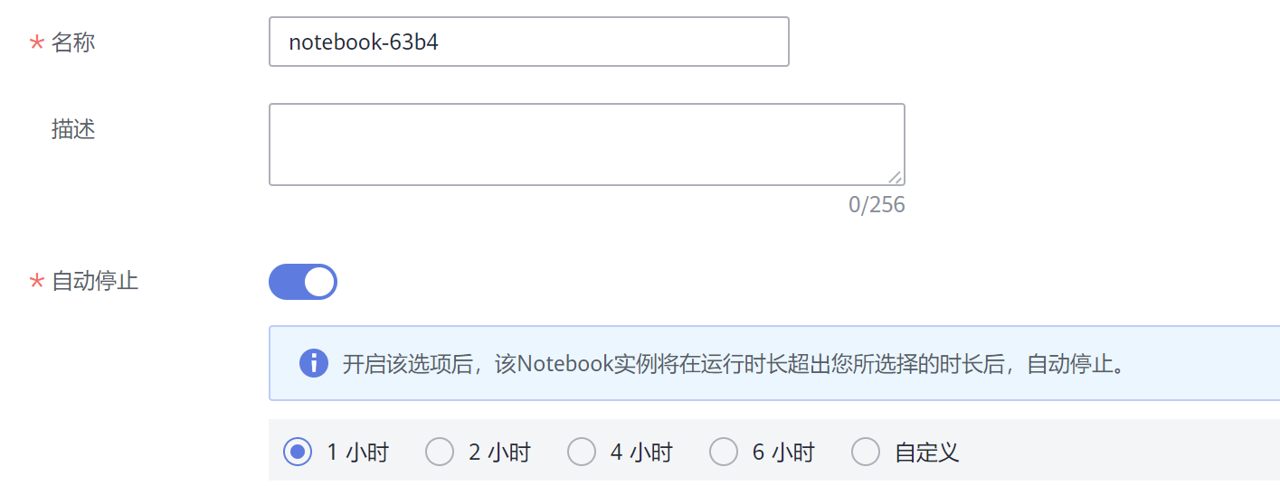 * 名称 notebook-63b4
描述
0/256
* 自动停止
开启该选项后，该Notebook实例将在运行时长超出您所选择的时长后，自动停止。
1 小时 2 小时 4 小时 6 小时 自定义